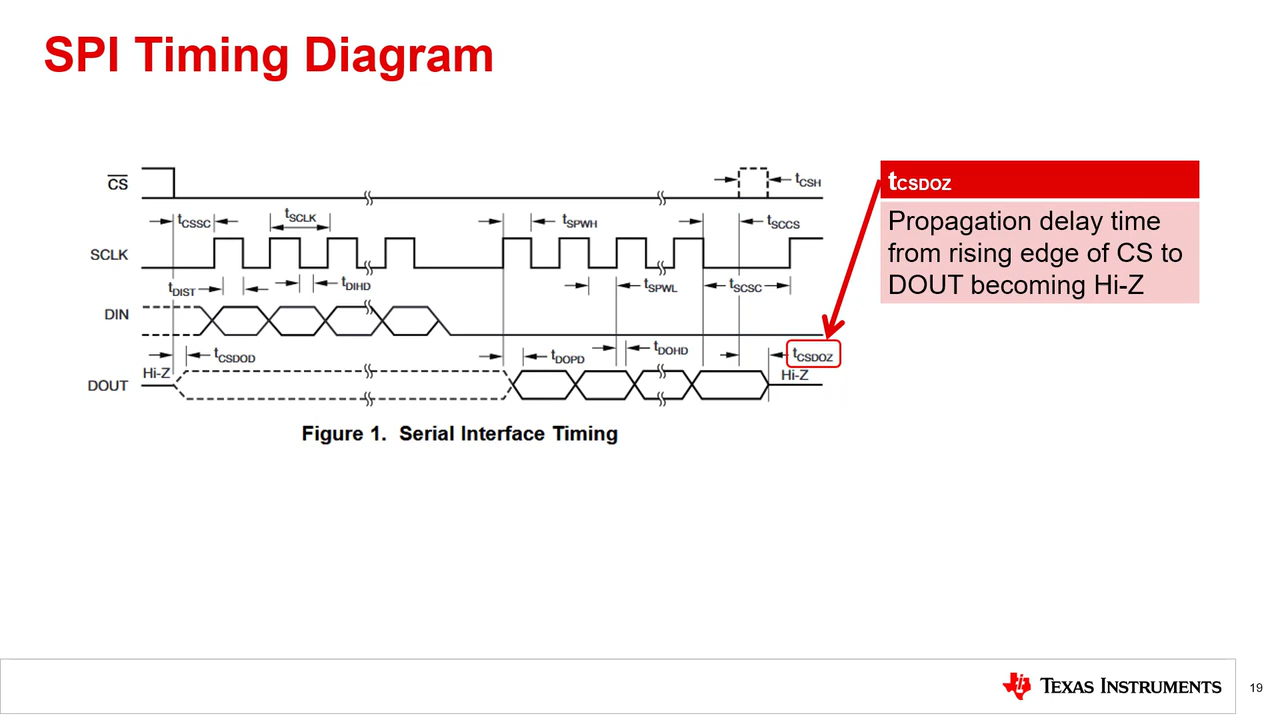 SPI Timing Diagram
CS
tCSH
tCSDOZ
Propagation delay time
from rising edge of CS to
DOUT becoming Hi-Z
tCSSC
tSCLK
tSPWH
tSCCS
SCLK
tDIST
tDIHD
tSPWL
tSCSC
DIN
tCSDOD
tDOPD
tDOHD
tCSDOZ
Hi-Z
Hi-Z
DOUT
Figure 1. Serial Interface Timing
TEXAS INSTRUMENTS
19